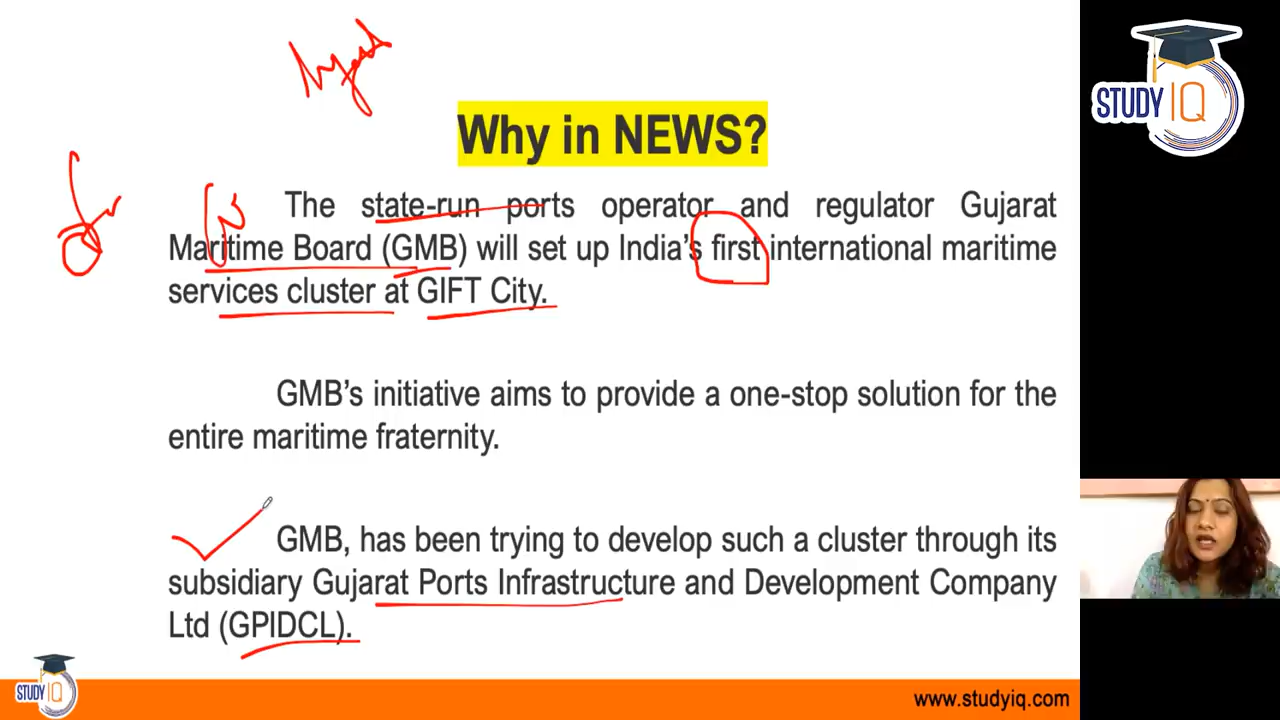 STUDY IQ
Why in NEWS?
The state-run ports operator and regulator Gujarat
Maritime Board (GMB) will set up India's first international maritime
services cluster at GIFT City.
GMB's initiative aims to provide a one-stop solution for the
entire maritime fraternity.
GMB, has been trying to develop such a cluster through its
subsidiary Gujarat Ports Infrastructure and Development Company
Ltd (GPIDCL).
STUDY IQ
www.studyiq.com